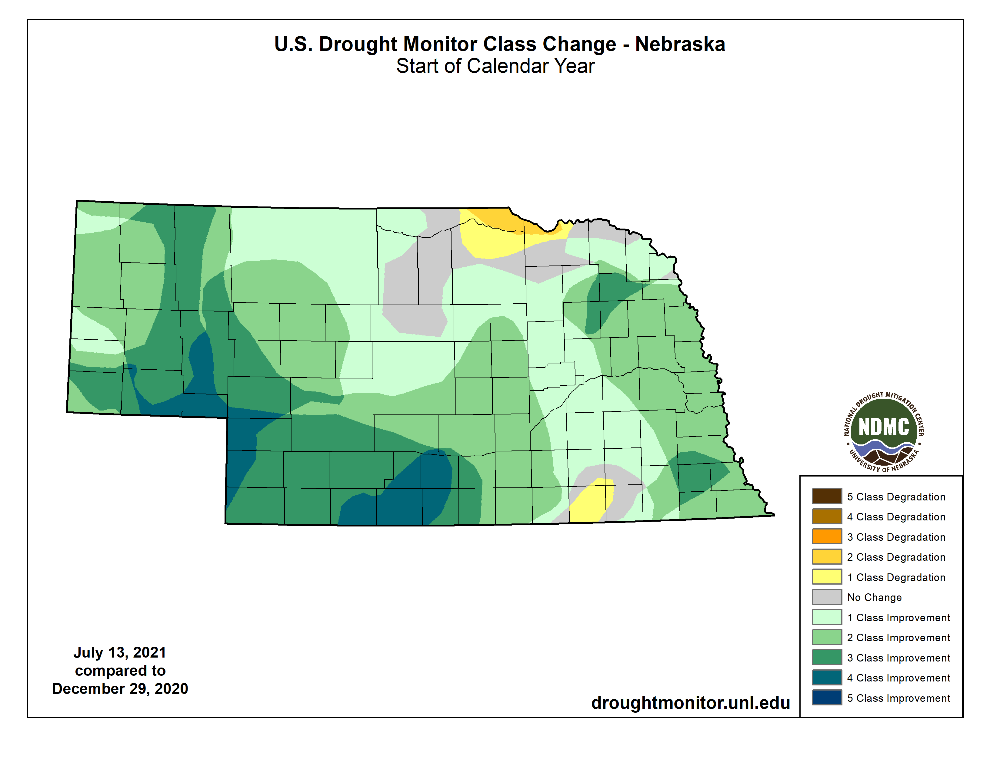 U.S. Drought Monitor Class Change - Nebraska
Start of Calendar Year
NATIONAL DROUGHT MITIGATION CENTER
NDMC
UNIVERSITY OF NEBRASKA
5 Class Degradation
4 Class Degradation
3 Class Degradation
2 Class Degradation
1 Class Degradation
No Change
1 Class Improvement
2 Class Improvement
3 Class Improvement
4 Class Improvement
5 Class Improvement
July 13, 2021
compared to
December 29, 2020
droughtmonitor.unl.edu